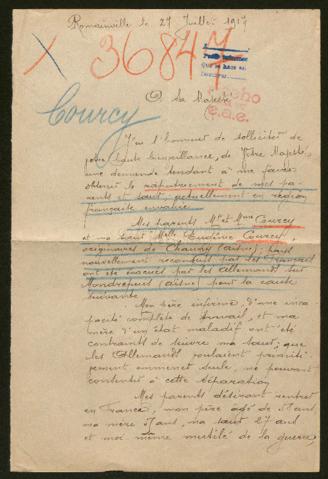 Romainville le 27 Juillet 1917
X 36847
A
Courcy
A Sa Majesté
J'ai l'honneur de solliciter de
votre haute bienveillance, de Votre Majesté
une demande tendant à me faire
obtenir le rapatriement de mes pa-
rents et sœur, actuellement en région
française envahie.
Mes parents Mr et Mme Courcy
et ma sœur Melle Eugénie Courcy,
originaires de Chauny (Aisne), pays
nouvellement reconquis par les Français
ont été évacués par les Allemands sur
Mondrepuis (Aisne) pour la cause
suivante
Mon père infirme, d'une inca
pacité complète de travail, et ma
mère d'un état maladif ont été
contraints de suivre ma sœur; que
les Allemands voulaient primiti-
vement emmener seule, ne pouvant
consentir à cette séparation
Mes parents désirant rentrer
en France, mon père âgé de ans,
ma mère 51 ans, ma sœur 27 ans
et moi même mutilé de la guerre,